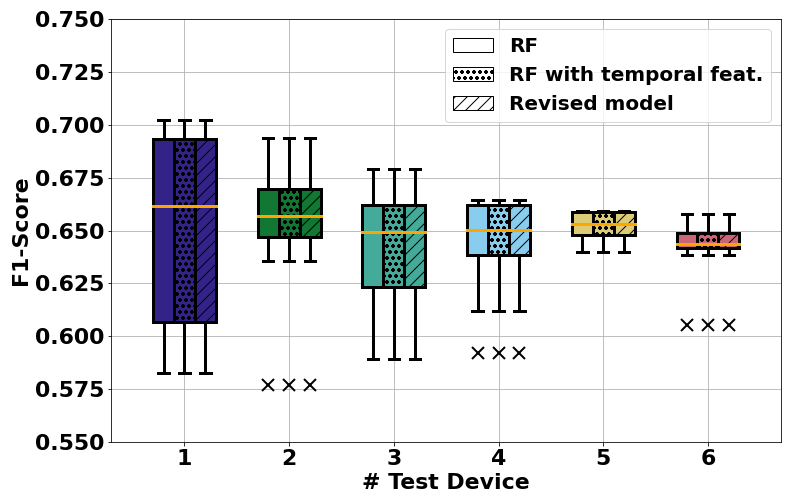 0.750
0.725
0.700
0.675
0.650
0.625
0.600
0.575
0.550
F1-Score
RF
RF with temporal feat.
Revised model
1 2 3 4 5 6
# Test Device